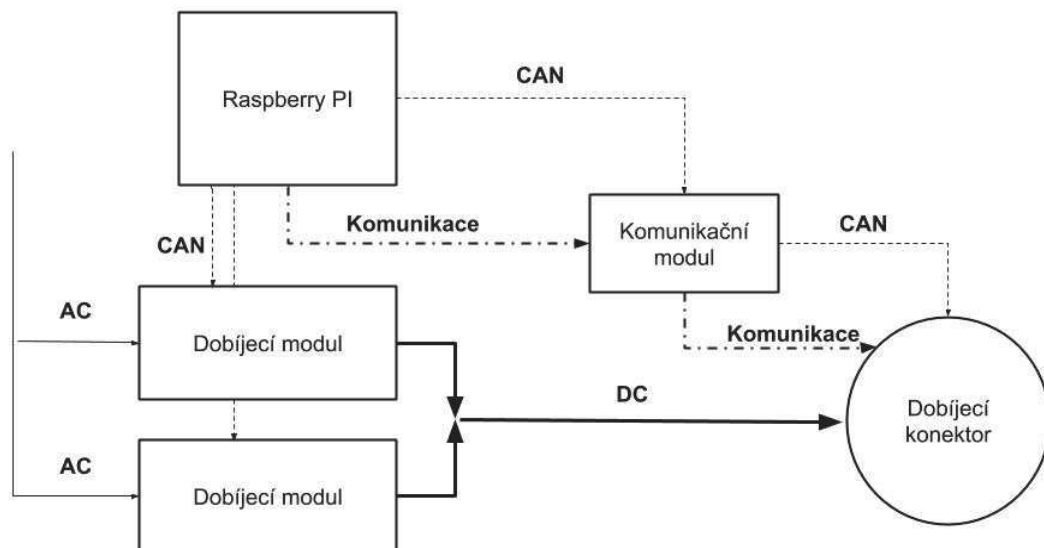 CAN
Raspberry PI
Komunikace
CAN
CAN
Komunikační
modul
AC
Dobíjecí modul
Komunikace
DC
Dobíjecí
konektor
AC
Dobíjecí modul